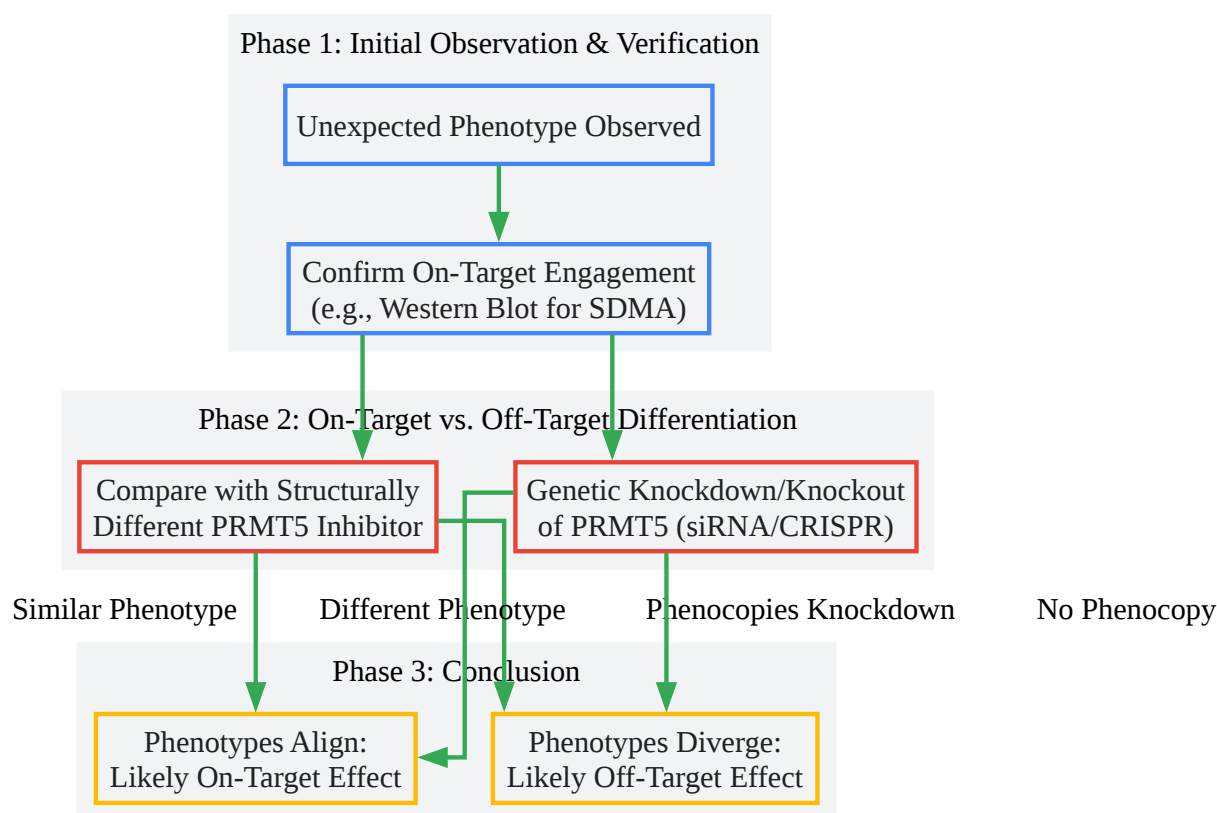 Phase 1: Initial Observation & Verification
Unexpected Phenotype Observed
Confirm On-Target Engagement
(e.g., Western Blot for SDMA)
Phase 2: On-Target vs. Off-Target Differentiation
Compare with Structurally
Different PRMT5 Inhibitor
Genetic Knockdown/Knockout
of PRMT5 (siRNA/CRISPR)
Similar Phenotype
Different Phenotype
Phenocopies Knockdown
No Phenocopy
Phase 3: Conclusion
Phenotypes Align:
Likely On-Target Effect
Phenotypes Diverge:
Likely Off-Target Effect